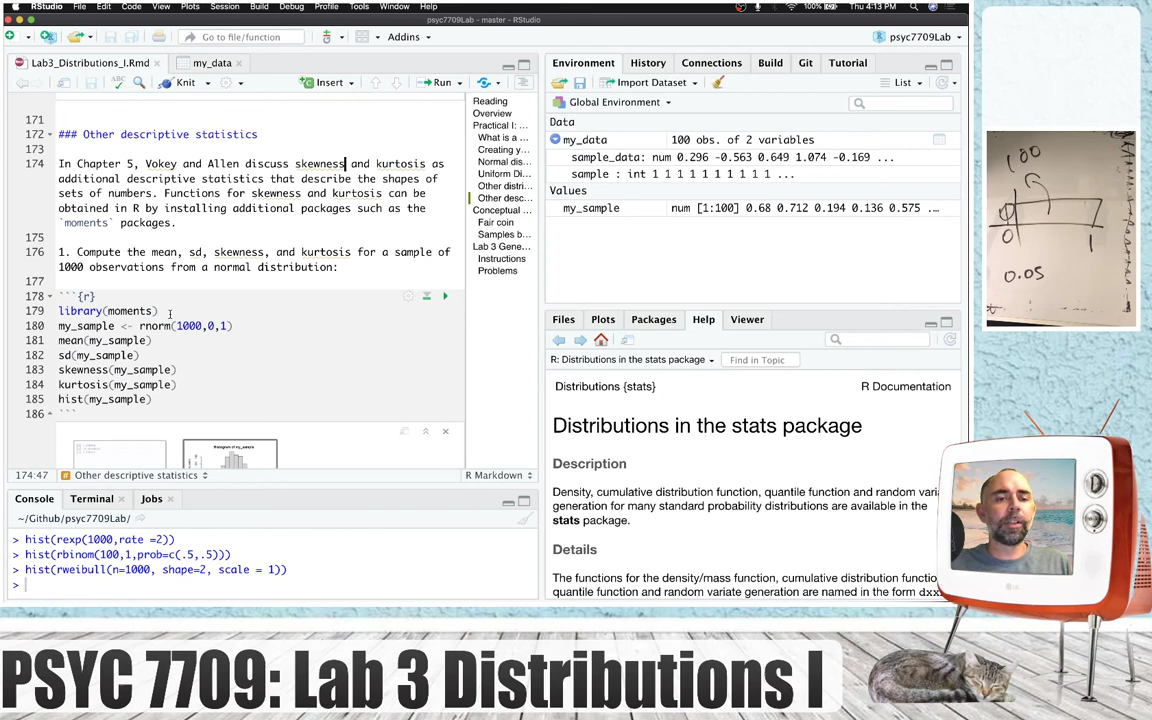 RStudio File Edit Code View Plots Session Build Debug Profile Tools Window Help 100% Thu 4:13 PM
psyc7709Lab - master - RStudio
Go to file/function Addins psyc7709Lab
Lab3_Distributions_I.Rmd my_data
Knit Insert Run
171
172 ### Other descriptive statistics
173
174 In Chapter 5, Vokey and Allen discuss skewness and kurtosis as
additional descriptive statistics that describe the shapes of
sets of numbers. Functions for skewness and kurtosis can be
obtained in R by installing additional packages such as the
`moments` packages.
175
176 1. Compute the mean, sd, skewness, and kurtosis for a sample of
1000 observations from a normal distribution:
177
178 ```{r}
179 library(moments)
180 my_sample <- rnorm(1000,0,1)
181 mean(my_sample)
182 sd(my_sample)
183 skewness(my_sample)
184 kurtosis(my_sample)
185 hist(my_sample)
186 ```
Histogram of my_sample
174:47 Other descriptive statistics R Markdown
Reading
Overview
Practical I: ...
What is a ...
Creating y...
Normal dis...
Uniform Di...
Other distri...
Other desc...
Conceptual ...
Fair coin
Samples b...
Lab 3 Gene...
Instructions
Problems
Console Terminal Jobs
~/Github/psyc7709Lab/
> hist(rexp(1000,rate =2))
> hist(rbinom(100,1,prob=c(.5,.5)))
> hist(rweibull(n=1000, shape=2, scale = 1))
>
Environment History Connections Build Git Tutorial
Import Dataset List
Global Environment
Data
my_data 100 obs. of 2 variables
sample_data: num 0.296 -0.563 0.649 1.074 -0.169 ...
sample : int 1 1 1 1 1 1 1 1 1 1 ...
Values
my_sample num [1:100] 0.68 0.712 0.194 0.136 0.575 ...
Files Plots Packages Help Viewer
R: Distributions in the stats package Find in Topic
Distributions {stats} R Documentation
Distributions in the stats package
Description
Density, cumulative distribution function, quantile function and random vari
generation for many standard probability distributions are available in the
stats package.
Details
The functions for the density/mass function, cumulative distribution functio
quantile function and random variate generation are named in the form dxx
100
0 1
0.05
PSYC 7709: Lab 3 Distributions I